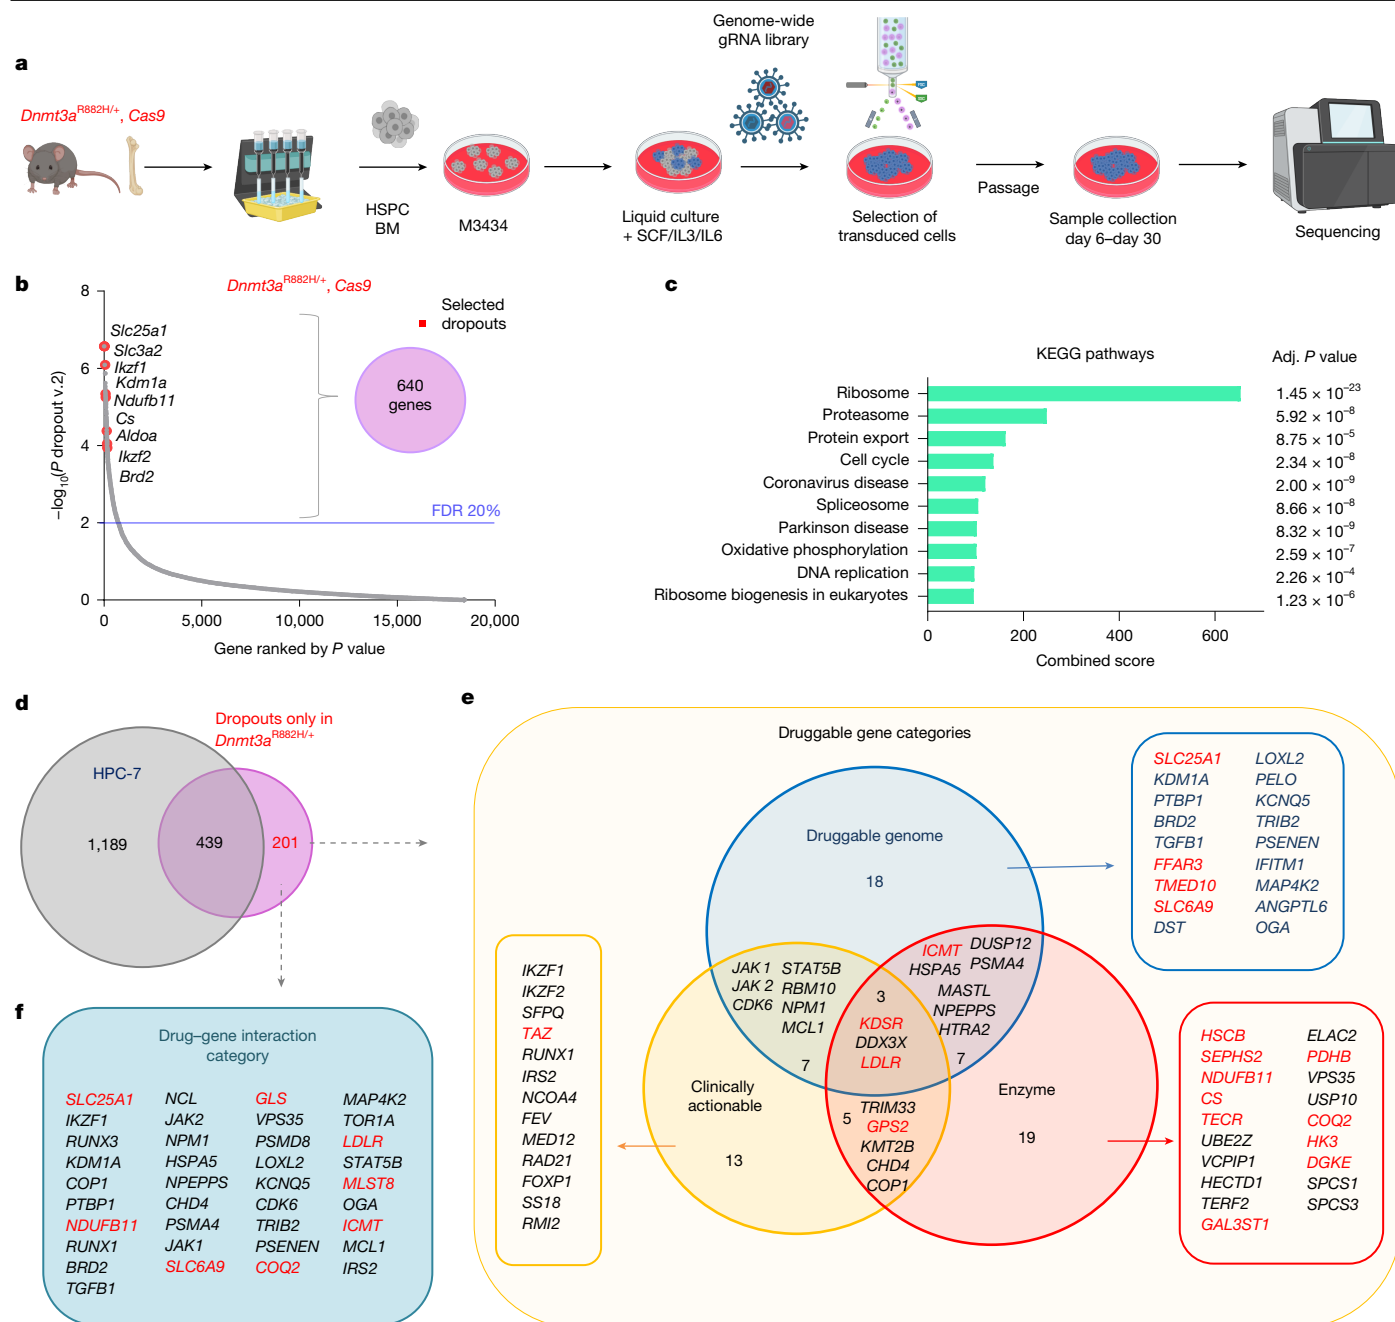 a
Genome-wide
gRNA library
Dnmt3a^R882H/+, Cas9
HSPC
BM
M3434
Liquid culture
+ SCF/IL3/IL6
Selection of
transduced cells
Passage
Sample collection
day 6–day 30
Sequencing
b
Dnmt3a^R882H/+, Cas9
Selected
dropouts
640
genes
Slc25a1
Slc3a2
Ikzf1
Kdm1a
Ndufb11
Cs
Aldoa
Ikzf2
Brd2
FDR 20%
–log10(P dropout v.2)
8
6
4
2
0
0 5,000 10,000 15,000 20,000
Gene ranked by P value
c
KEGG pathways Adj. P value
Ribosome 1.45 × 10^–23
Proteasome 5.92 × 10^–8
Protein export 8.75 × 10^–5
Cell cycle 2.34 × 10^–8
Coronavirus disease 2.00 × 10^–9
Spliceosome 8.66 × 10^–8
Parkinson disease 8.32 × 10^–9
Oxidative phosphorylation 2.59 × 10^–7
DNA replication 2.26 × 10^–4
Ribosome biogenesis in eukaryotes 1.23 × 10^–6
0 200 400 600
Combined score
d
Dropouts only in
Dnmt3a^R882H/+
HPC-7
1,189
439
201
e
Druggable gene categories
Druggable genome
18
SLC25A1 LOXL2
KDM1A PELO
PTBP1 KCNQ5
BRD2 TRIB2
TGFB1 PSENEN
FFAR3 IFITM1
TMED10 MAP4K2
SLC6A9 ANGPTL6
DST OGA
IKZF1
IKZF2
SFPQ
TAZ
RUNX1
IRS2
NCOA4
FEV
MED12
RAD21
FOXP1
SS18
RMI2
JAK1 STAT5B
JAK 2 RBM10
CDK6 NPM1
MCL1
7
ICMT DUSP12
HSPA5 PSMA4
MASTL
NPEPPS
HTRA2
7
3
KDSR
DDX3X
LDLR
Clinically
actionable
13
5
TRIM33
GPS2
KMT2B
CHD4
COP1
Enzyme
19
HSCB ELAC2
SEPHS2 PDHB
NDUFB11 VPS35
CS USP10
TECR COQ2
UBE2Z HK3
VCPIP1 DGKE
HECTD1 SPCS1
TERF2 SPCS3
GAL3ST1
f
Drug–gene interaction
category
SLC25A1 NCL GLS MAP4K2
IKZF1 JAK2 VPS35 TOR1A
RUNX3 NPM1 PSMD8 LDLR
KDM1A HSPA5 LOXL2 STAT5B
COP1 NPEPPS KCNQ5 MLST8
PTBP1 CHD4 CDK6 OGA
NDUFB11 PSMA4 TRIB2 ICMT
RUNX1 JAK1 PSENEN MCL1
BRD2 SLC6A9 COQ2 IRS2
TGFB1